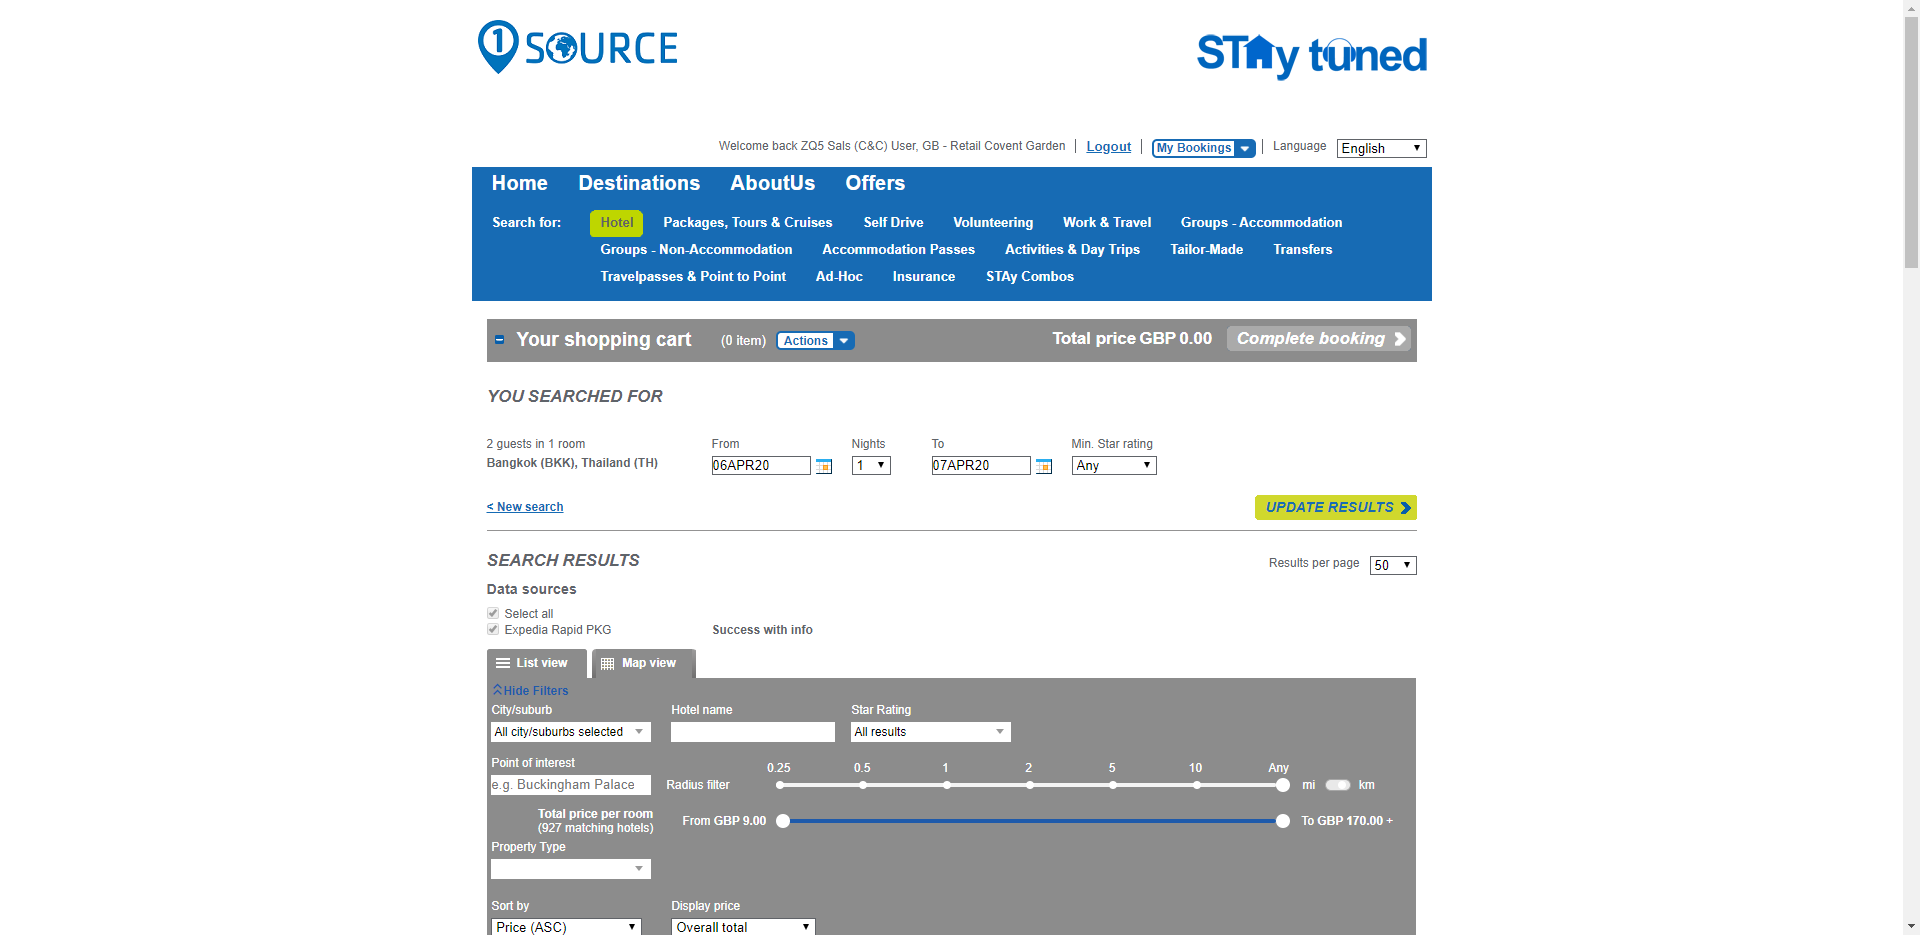 1 SOURCE
STAy tuned
Welcome back ZQ5 Sals (C&C) User, GB - Retail Covent Garden Logout My Bookings Language English
Home Destinations AboutUs Offers
Search for: Hotel Packages, Tours & Cruises Self Drive Volunteering Work & Travel Groups - Accommodation
Groups - Non-Accommodation Accommodation Passes Activities & Day Trips Tailor-Made Transfers
Travelpasses & Point to Point Ad-Hoc Insurance STAy Combos
Your shopping cart (0 item) Actions Total price GBP 0.00 Complete booking
YOU SEARCHED FOR
2 guests in 1 room From Nights To Min. Star rating
Bangkok (BKK), Thailand (TH) 06APR20 1 07APR20 Any
< New search UPDATE RESULTS
SEARCH RESULTS Results per page 50
Data sources
Select all
Expedia Rapid PKG Success with info
List view Map view
Hide Filters
City/suburb Hotel name Star Rating
All city/suburbs selected All results
Point of interest 0.25 0.5 1 2 5 10 Any
e.g. Buckingham Palace Radius filter mi km
Total price per room
(927 matching hotels) From GBP 9.00 To GBP 170.00 +
Property Type
Sort by Display price
Price (ASC) Overall total